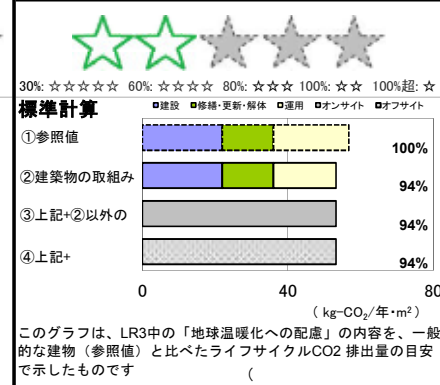 30%: ☆☆☆☆☆ 60%: ☆☆☆☆ 80%: ☆☆☆ 100%: ☆☆ 100%超: ☆
標準計算
建設 修繕・更新・解体 運用 オンサイト オフサイト
①参照値 100%
②建築物の取組み 94%
③上記+②以外の 94%
④上記+ 94%
0 40 80
( kg-CO₂/年・m² )
このグラフは、LR3中の「地球温暖化への配慮」の内容を、一般
的な建物(参照値)と比べたライフサイクルCO2 排出量の目安
で示したものです (